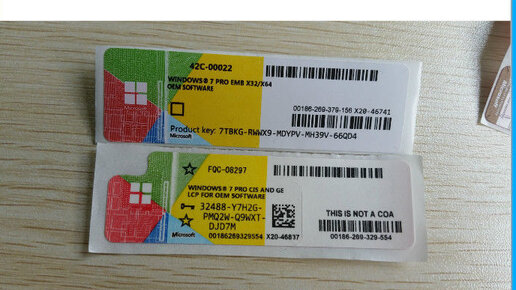 42C-00022
WINDOWS® 7 PRO EMB X32/X64
OEM SOFTWARE
00186-269-379-156 X20-46741
Product key: 7TBKG-RWWX9-MDYPV-MH39V-66QD4
Microsoft
FQC-08297
WINDOWS® 7 PRO CIS AND GE
LCP FOR OEM SOFTWARE
32488-Y7H2G-
PMQ2W-Q9WXT-
DJD7M
00186269329554 X20-46837
Microsoft
THIS IS NOT A COA
00186-269-329-554